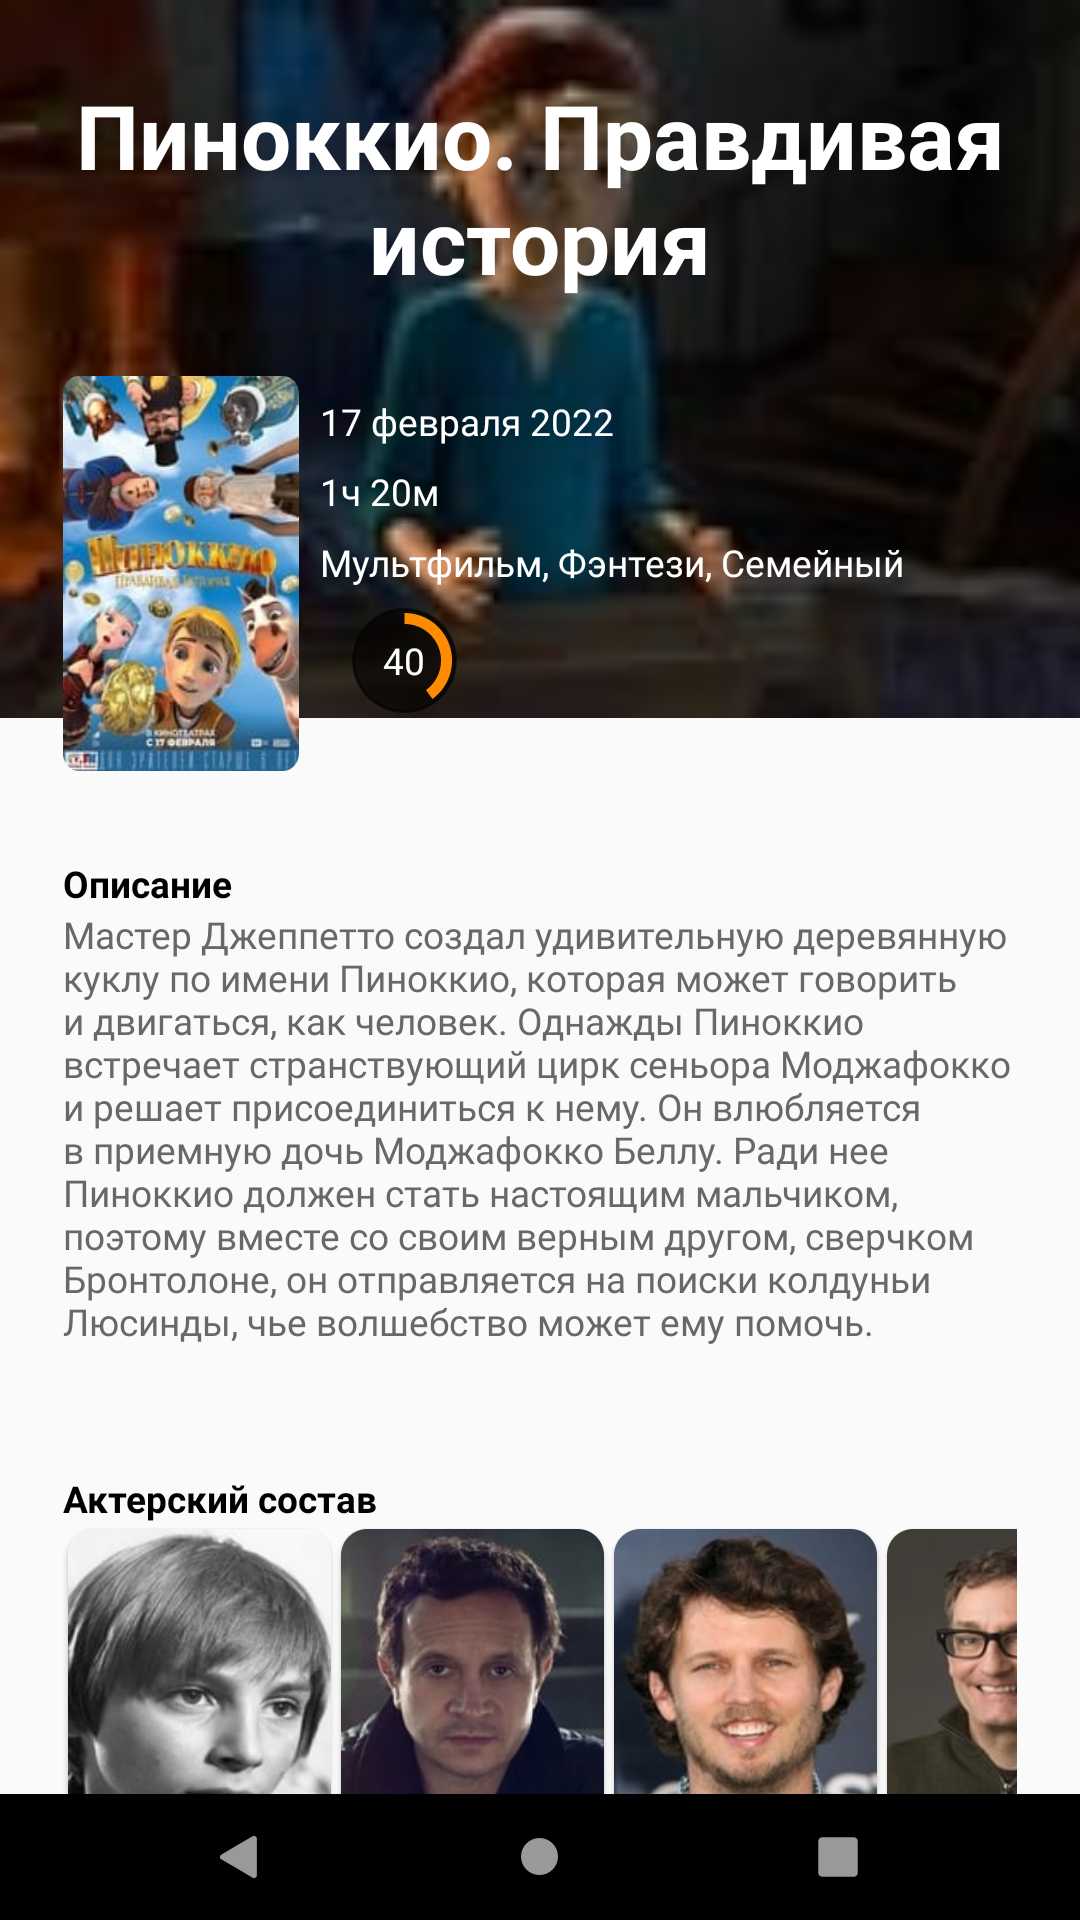 Пиноккио. Правдивая
история
17 февраля 2022
1ч 20м
Мультфильм, Фэнтези, Семейный
40
ПИНОККИО
ПРАВДИВАЯ ИСТОРИЯ
В КИНОТЕАТРАХ
С 17 ФЕВРАЛЯ
Описание
Мастер Джеппетто создал удивительную деревянную
куклу по имени Пиноккио, которая может говорить
и двигаться, как человек. Однажды Пиноккио
встречает странствующий цирк сеньора Моджафокко
и решает присоединиться к нему. Он влюбляется
в приемную дочь Моджафокко Беллу. Ради нее
Пиноккио должен стать настоящим мальчиком,
поэтому вместе со своим верным другом, сверчком
Бронтолоне, он отправляется на поиски колдуньи
Люсинды, чье волшебство может ему помочь.
Актерский состав